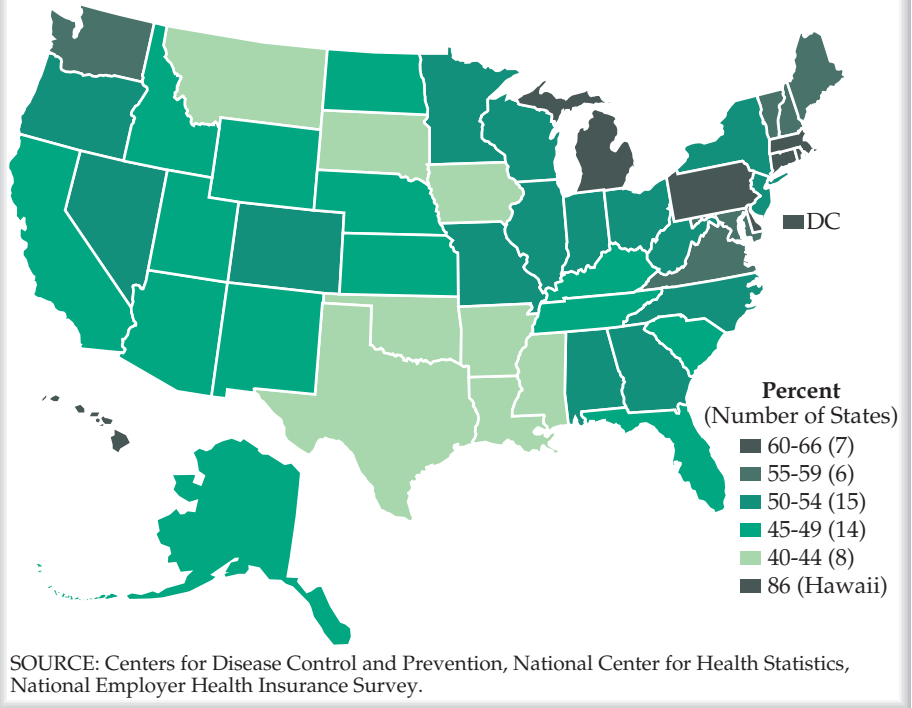 DC
Percent
(Number of States)
60-66 (7)
55-59 (6)
50-54 (15)
45-49 (14)
40-44 (8)
86 (Hawaii)
SOURCE: Centers for Disease Control and Prevention, National Center for Health Statistics,
National Employer Health Insurance Survey.